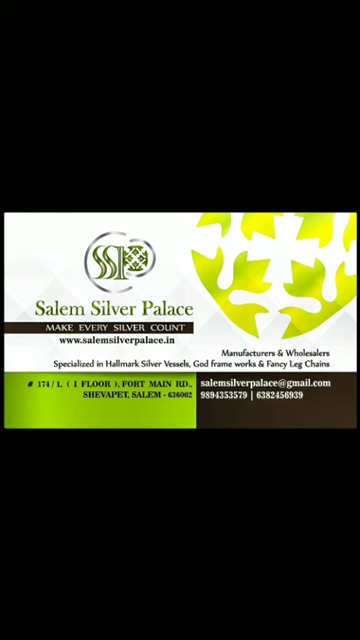 SSP
Salem Silver Palace
MAKE EVERY SILVER COUNT
www.salemsilverpalace.in
Manufacturers & Wholesalers
Specialized in Hallmark Silver Vessels, God frame works & Fancy Leg Chains
# 174/1, ( I FLOOR ), FORT MAIN RD.,
SHEVAPET, SALEM - 636002
salemsilverpalace@gmail.com
9894353579 | 6382456939